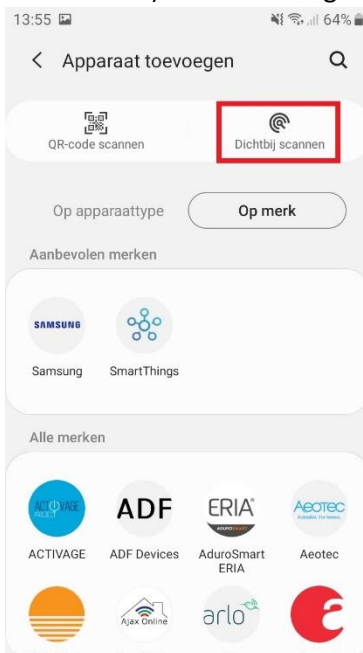 13:55 64%
Apparaat toevoegen
QR-code scannen Dichtbij scannen
Op apparaattype Op merk
Aanbevolen merken
SAMSUNG
Samsung SmartThings
Alle merken
ADF ERIA AEOTEC
ADUROSMART
ACTIVAGE ADF Devices AduroSmart ERIA Aeotec
Ajax Online arlo